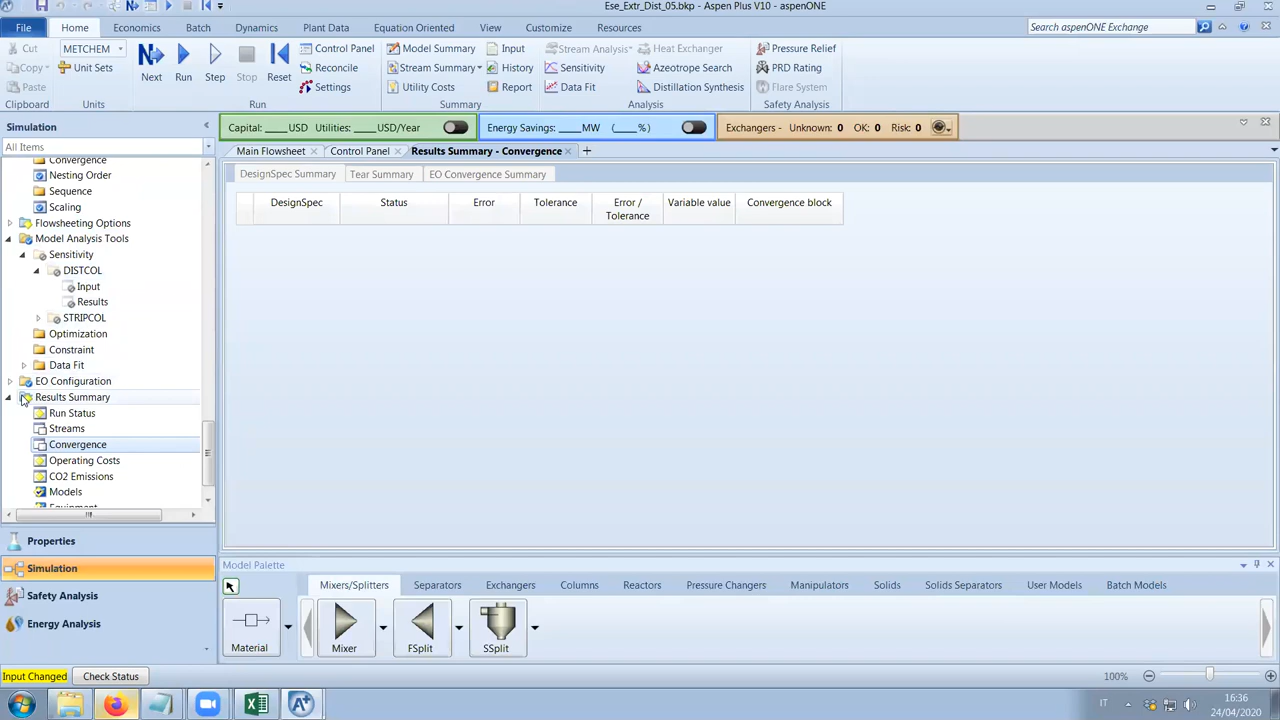 Ese_Extr_Dist_05.bkp - Aspen Plus V10 - aspenONE
File Home Economics Batch Dynamics Plant Data Equation Oriented View Customize Resources
Search aspenONE Exchange
Cut METCHEM Control Panel Model Summary Input Stream Analysis Heat Exchanger Pressure Relief
Copy Unit Sets Next Run Step Stop Reset Reconcile Stream Summary History Sensitivity Azeotrope Search PRD Rating
Paste Settings Utility Costs Report Data Fit Distillation Synthesis Flare System
Clipboard Units Run Summary Analysis Safety Analysis
Simulation
Capital: ____USD Utilities: ____USD/Year
Energy Savings: ____MW (____%)
Exchangers - Unknown: 0 OK: 0 Risk: 0
All Items
Main Flowsheet Control Panel Results Summary - Convergence +
Convergence
Nesting Order
Sequence
Scaling
Flowsheeting Options
Model Analysis Tools
Sensitivity
DISTCOL
Input
Results
STRIPCOL
Optimization
Constraint
Data Fit
EO Configuration
Results Summary
Run Status
Streams
Convergence
Operating Costs
CO2 Emissions
Models
Equipment
DesignSpec Summary Tear Summary EO Convergence Summary
DesignSpec Status Error Tolerance Error / Tolerance Variable value Convergence block
Properties
Simulation
Safety Analysis
Energy Analysis
Model Palette
Mixers/Splitters Separators Exchangers Columns Reactors Pressure Changers Manipulators Solids Solids Separators User Models Batch Models
Material Mixer FSplit SSplit
Input Changed Check Status
100%
IT
16:36
24/04/2020